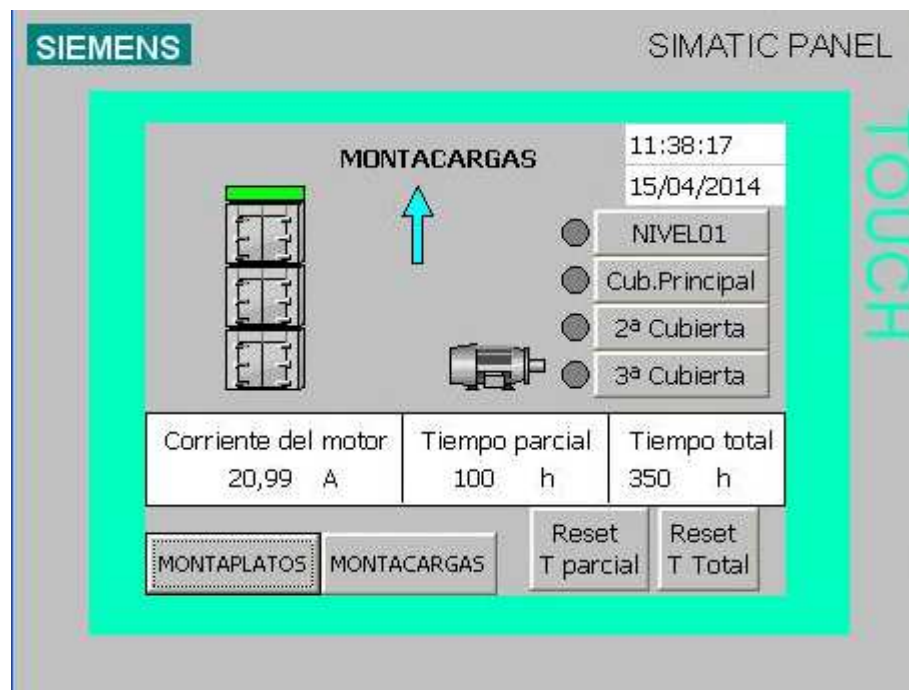 SIEMENS
SIMATIC PANEL
TOUCH
MONTACARGAS
11:38:17
15/04/2014
NIVEL01
Cub.Principal
2ª Cubierta
3ª Cubierta
Corriente del motor
20,99 A
Tiempo parcial
100 h
Tiempo total
350 h
MONTAPLATOS
MONTACARGAS
Reset
T parcial
Reset
T Total